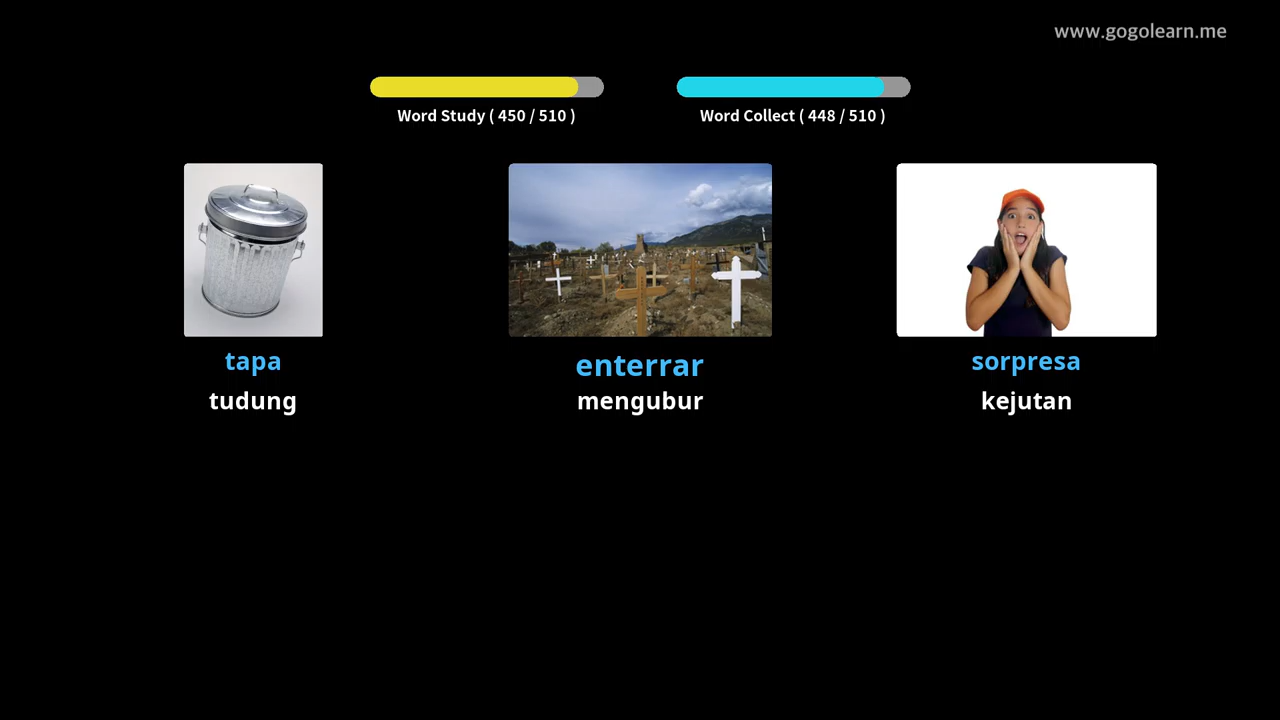 www.gogolearn.me
Word Study ( 450 / 510 )
Word Collect ( 448 / 510 )
tapa
tudung
enterrar
mengubur
sorpresa
kejutan